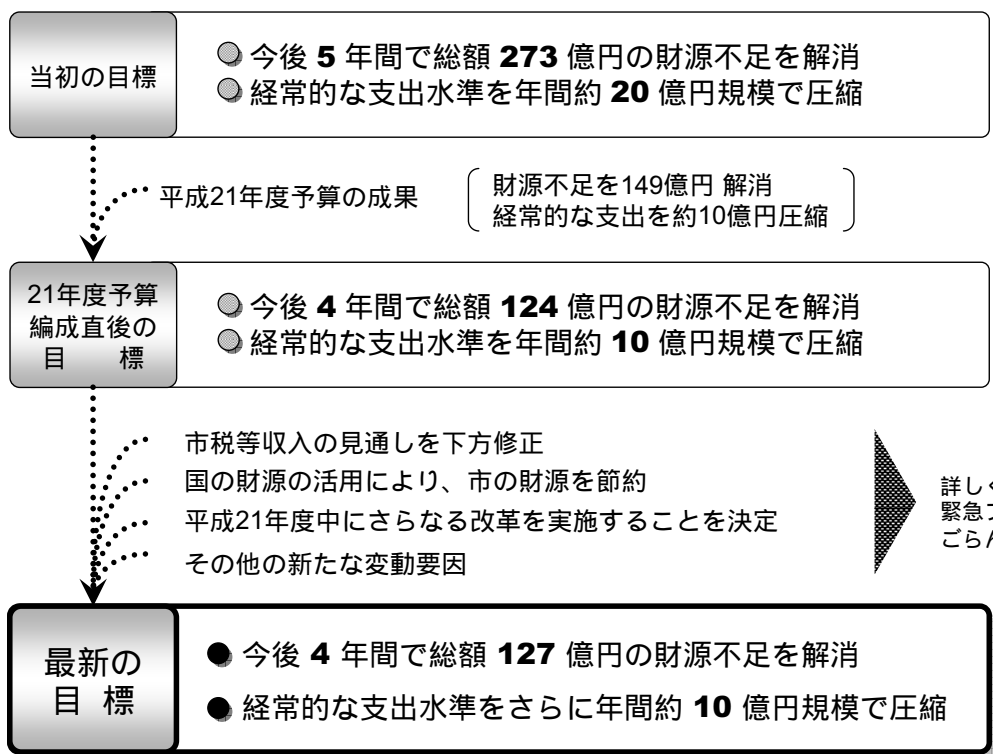 当初の目標
今後 5 年間で総額 273 億円の財源不足を解消
経常的な支出水準を年間約 20 億円規模で圧縮
平成21年度予算の成果
財源不足を149億円 解消
経常的な支出を約10億円圧縮
21年度予算
編成直後の
目 標
今後 4 年間で総額 124 億円の財源不足を解消
経常的な支出水準を年間約 10 億円規模で圧縮
市税等収入の見通しを下方修正
国の財源の活用により、市の財源を節約
平成21年度中にさらなる改革を実施することを決定
その他の新たな変動要因
詳し
緊急
ごら
最新の
目 標
今後 4 年間で総額 127 億円の財源不足を解消
経常的な支出水準をさらに年間約 10 億円規模で圧縮